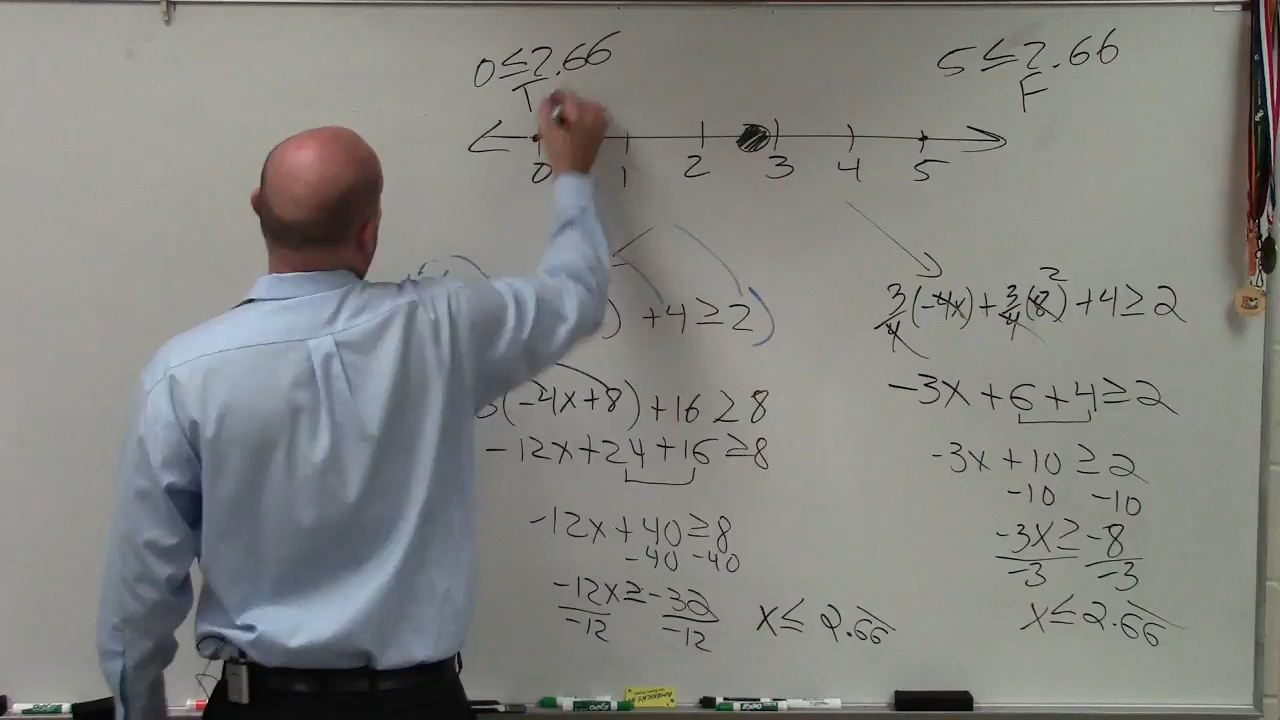 0 ≤ 2.66
T
5 ≤ 2.66
F
0 1 2 3 4 5
) + 4 ≥ 2)
(-4x + 8) + 16 ≥ 8
-12x + 24 + 16 ≥ 8
-12x + 40 ≥ 8
-40 -40
-12x ≥ -32
-12 -12
x ≤ 2.66
3/4(-4x) + 3/4(8) + 4 ≥ 2
2
-3x + 6 + 4 ≥ 2
-3x + 10 ≥ 2
-10 -10
-3x ≥ -8
-3 -3
x ≤ 2.66